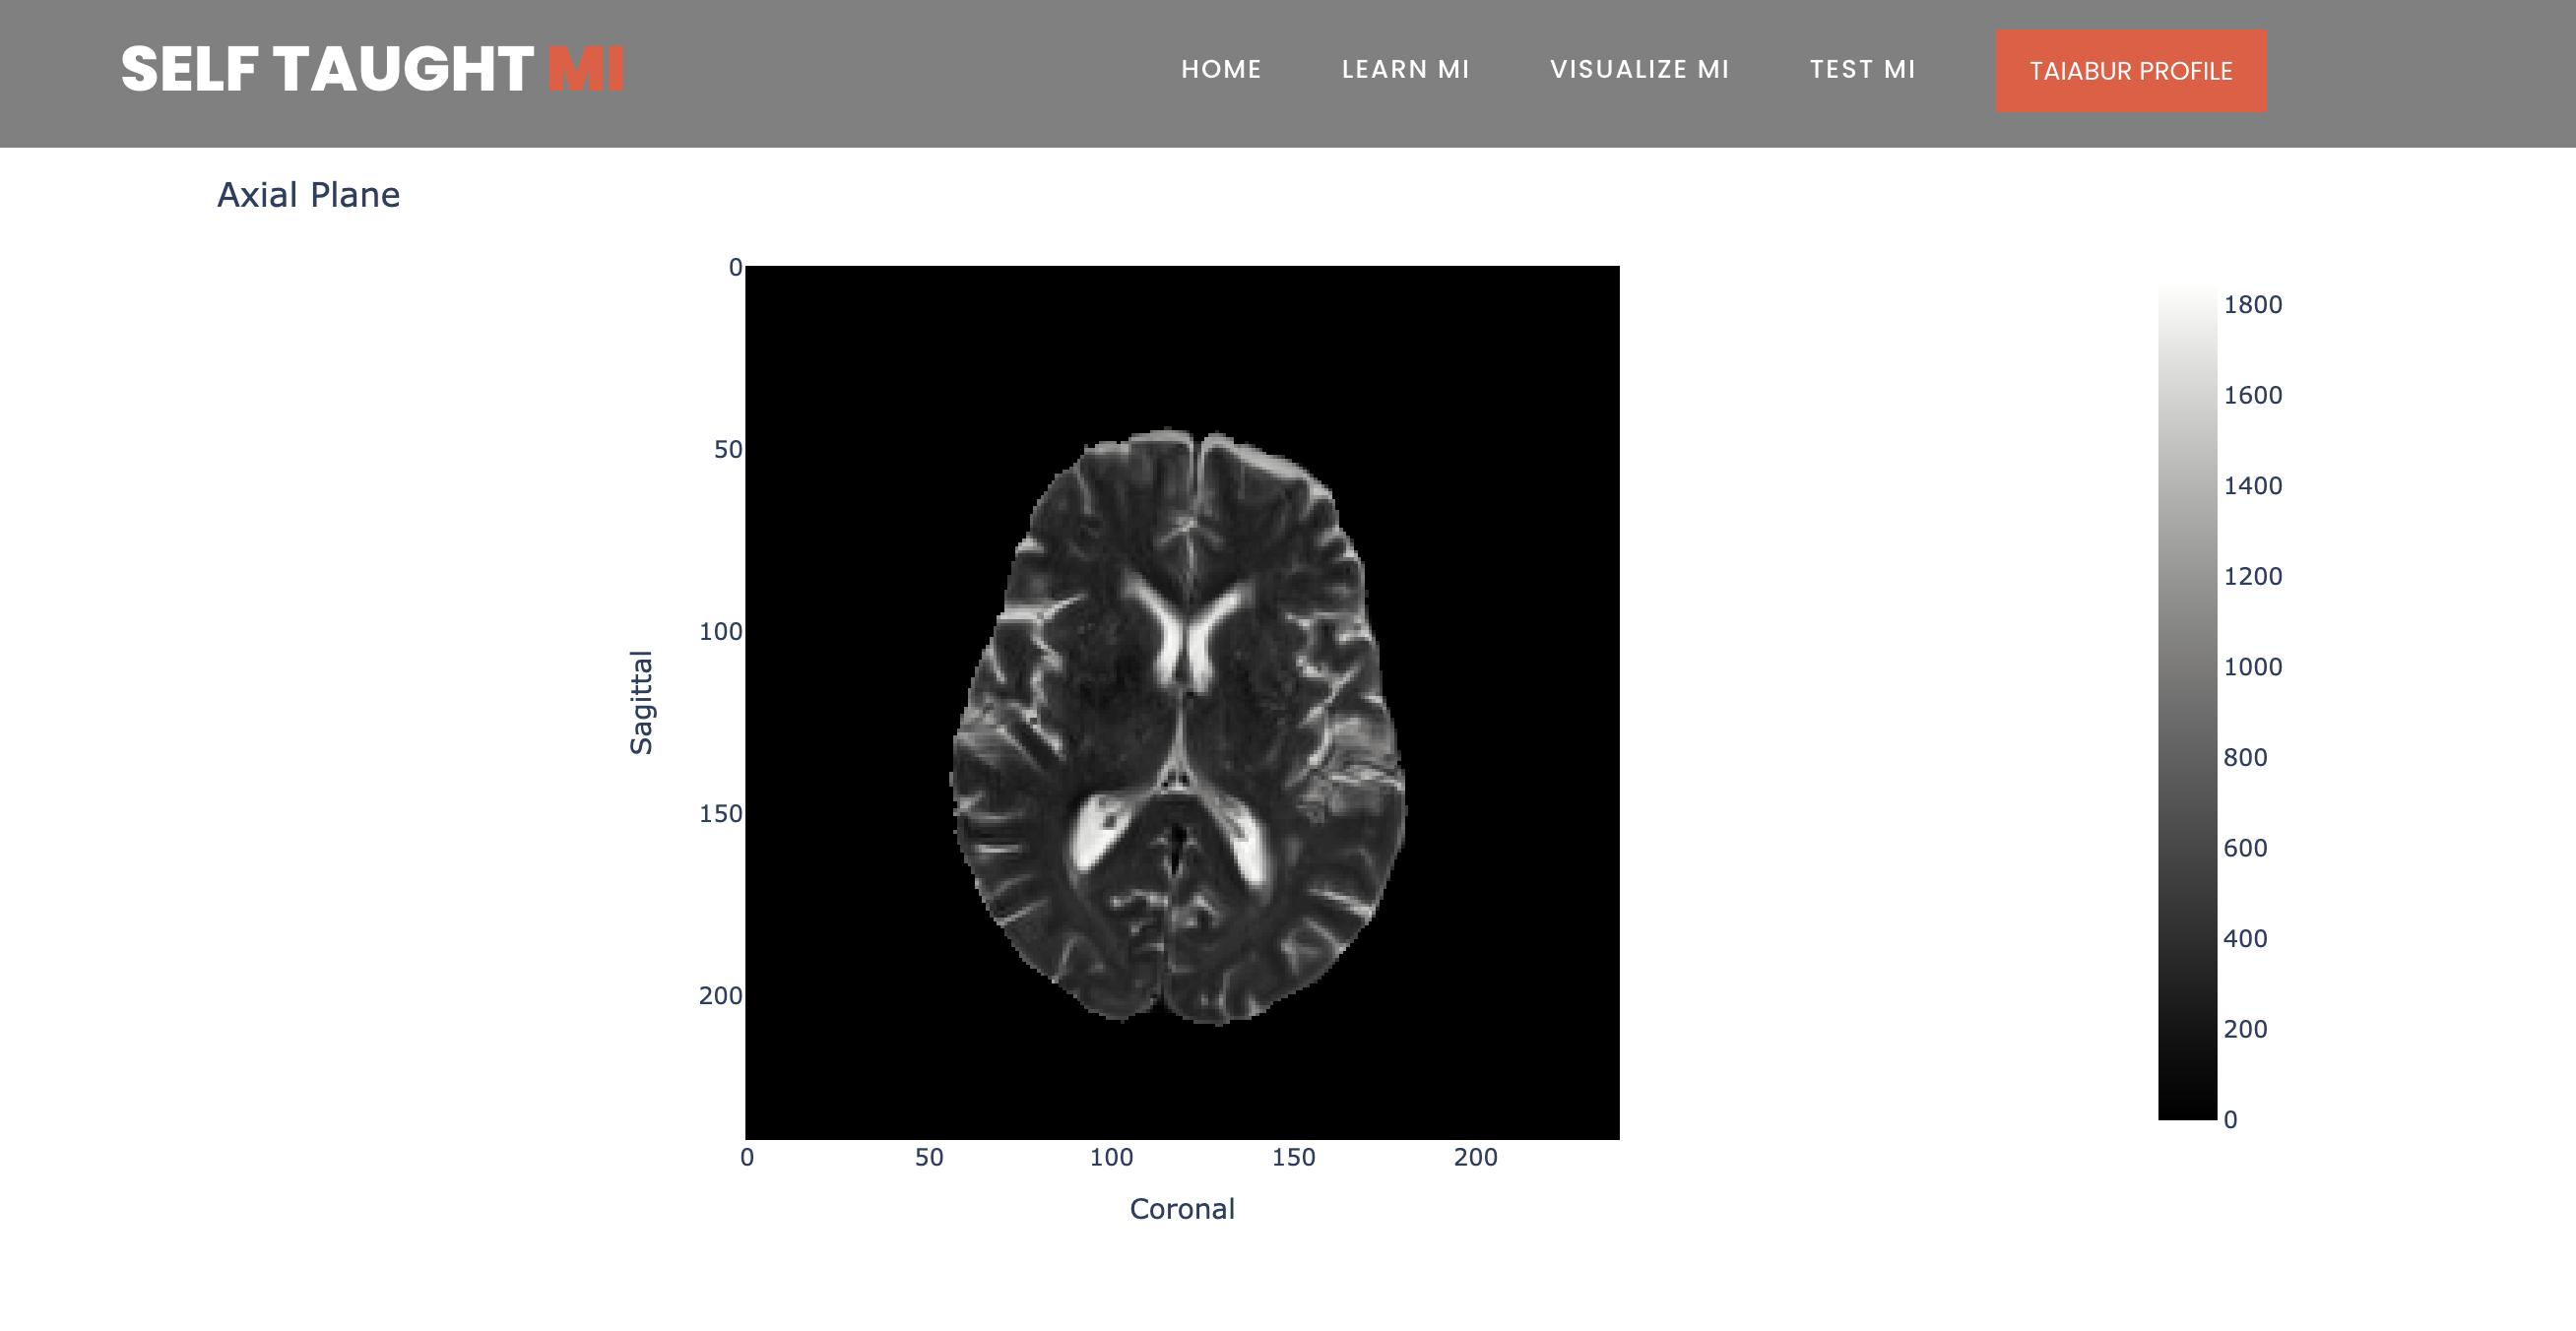 SELF TAUGHT MI
HOME LEARN MI VISUALIZE MI TEST MI TAIABUR PROFILE
Axial Plane
0
50
100
150
200
Sagittal
0 50 100 150 200
Coronal
1800
1600
1400
1200
1000
800
600
400
200
0